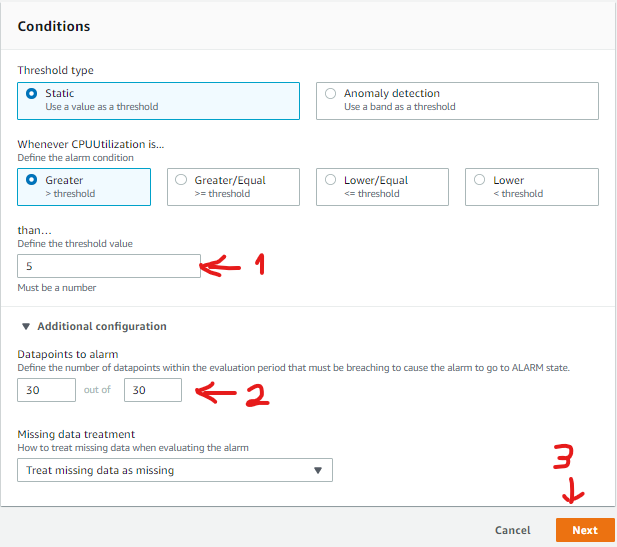 Conditions
Threshold type
Static
Use a value as a threshold
Anomaly detection
Use a band as a threshold
Whenever CPUUtilization is...
Define the alarm condition
Greater
> threshold
Greater/Equal
>= threshold
Lower/Equal
<= threshold
Lower
< threshold
than...
Define the threshold value
5
1
Must be a number
Additional configuration
Datapoints to alarm
Define the number of datapoints within the evaluation period that must be breaching to cause the alarm to go to ALARM state.
30 out of 30
2
Missing data treatment
How to treat missing data when evaluating the alarm
Treat missing data as missing
3
Cancel
Next